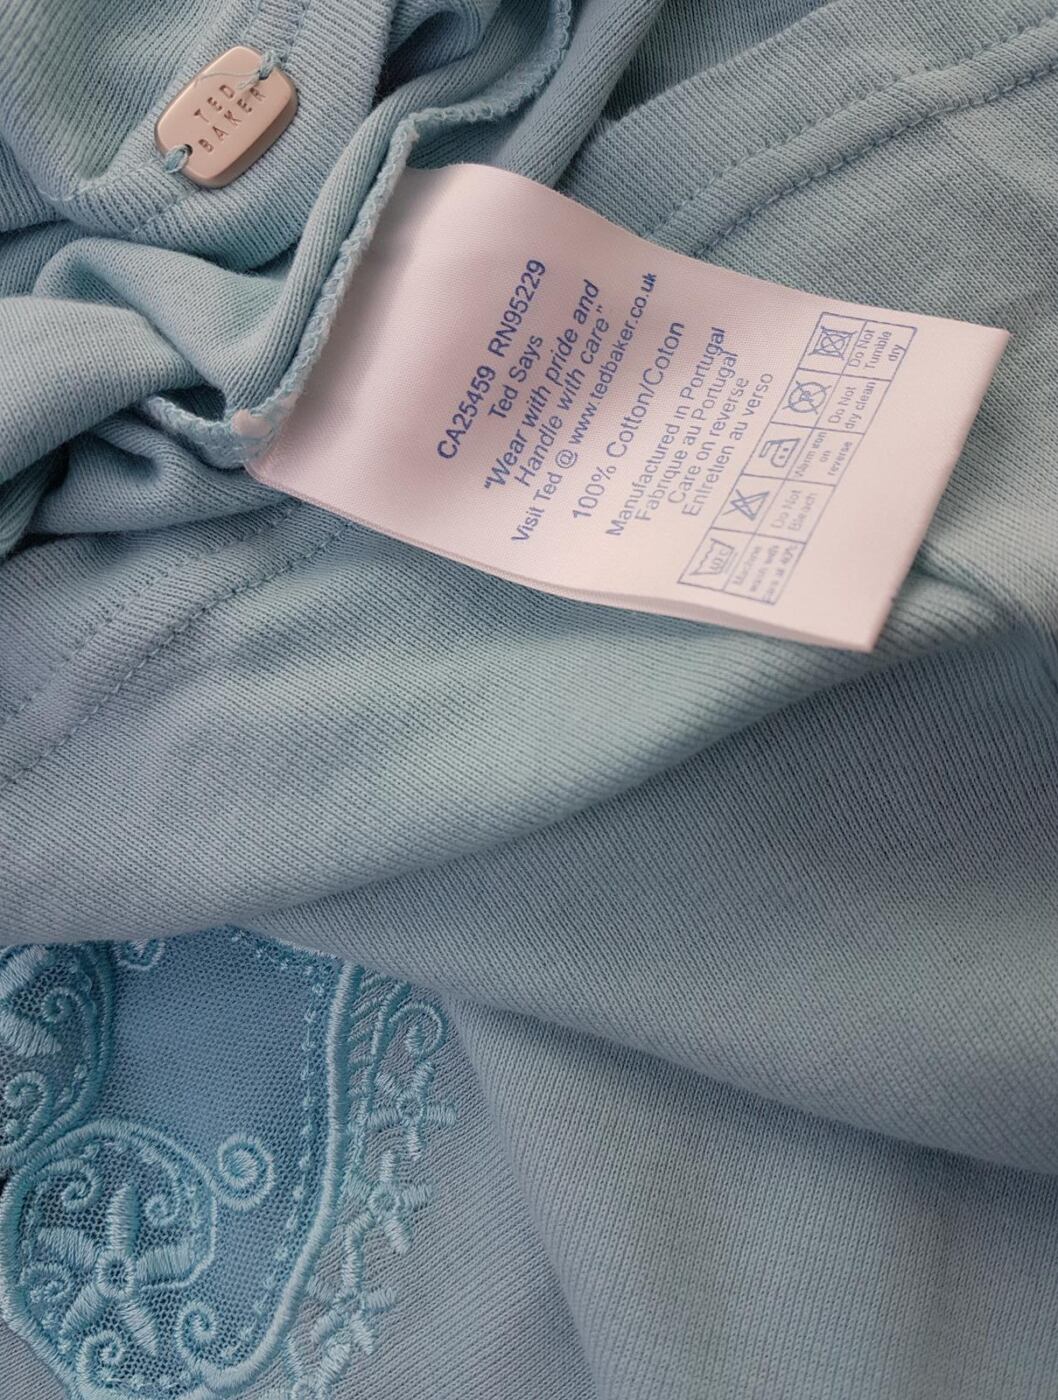 TED
BAKER
CA25459 RN95229
Ted Says
"Wear with pride and
Handle with care"
Visit Ted @ www.tedbaker.co.uk
100% Cotton/Coton
Manufactured in Portugal
Fabrique au Portugal
Care on reverse
Entretien au verso
Do Not
Tumble
dry
Do Not
dry clean
Warm iron
on
reverse
Do Not
Bleach
40°
Machine
wash with
care at 40°